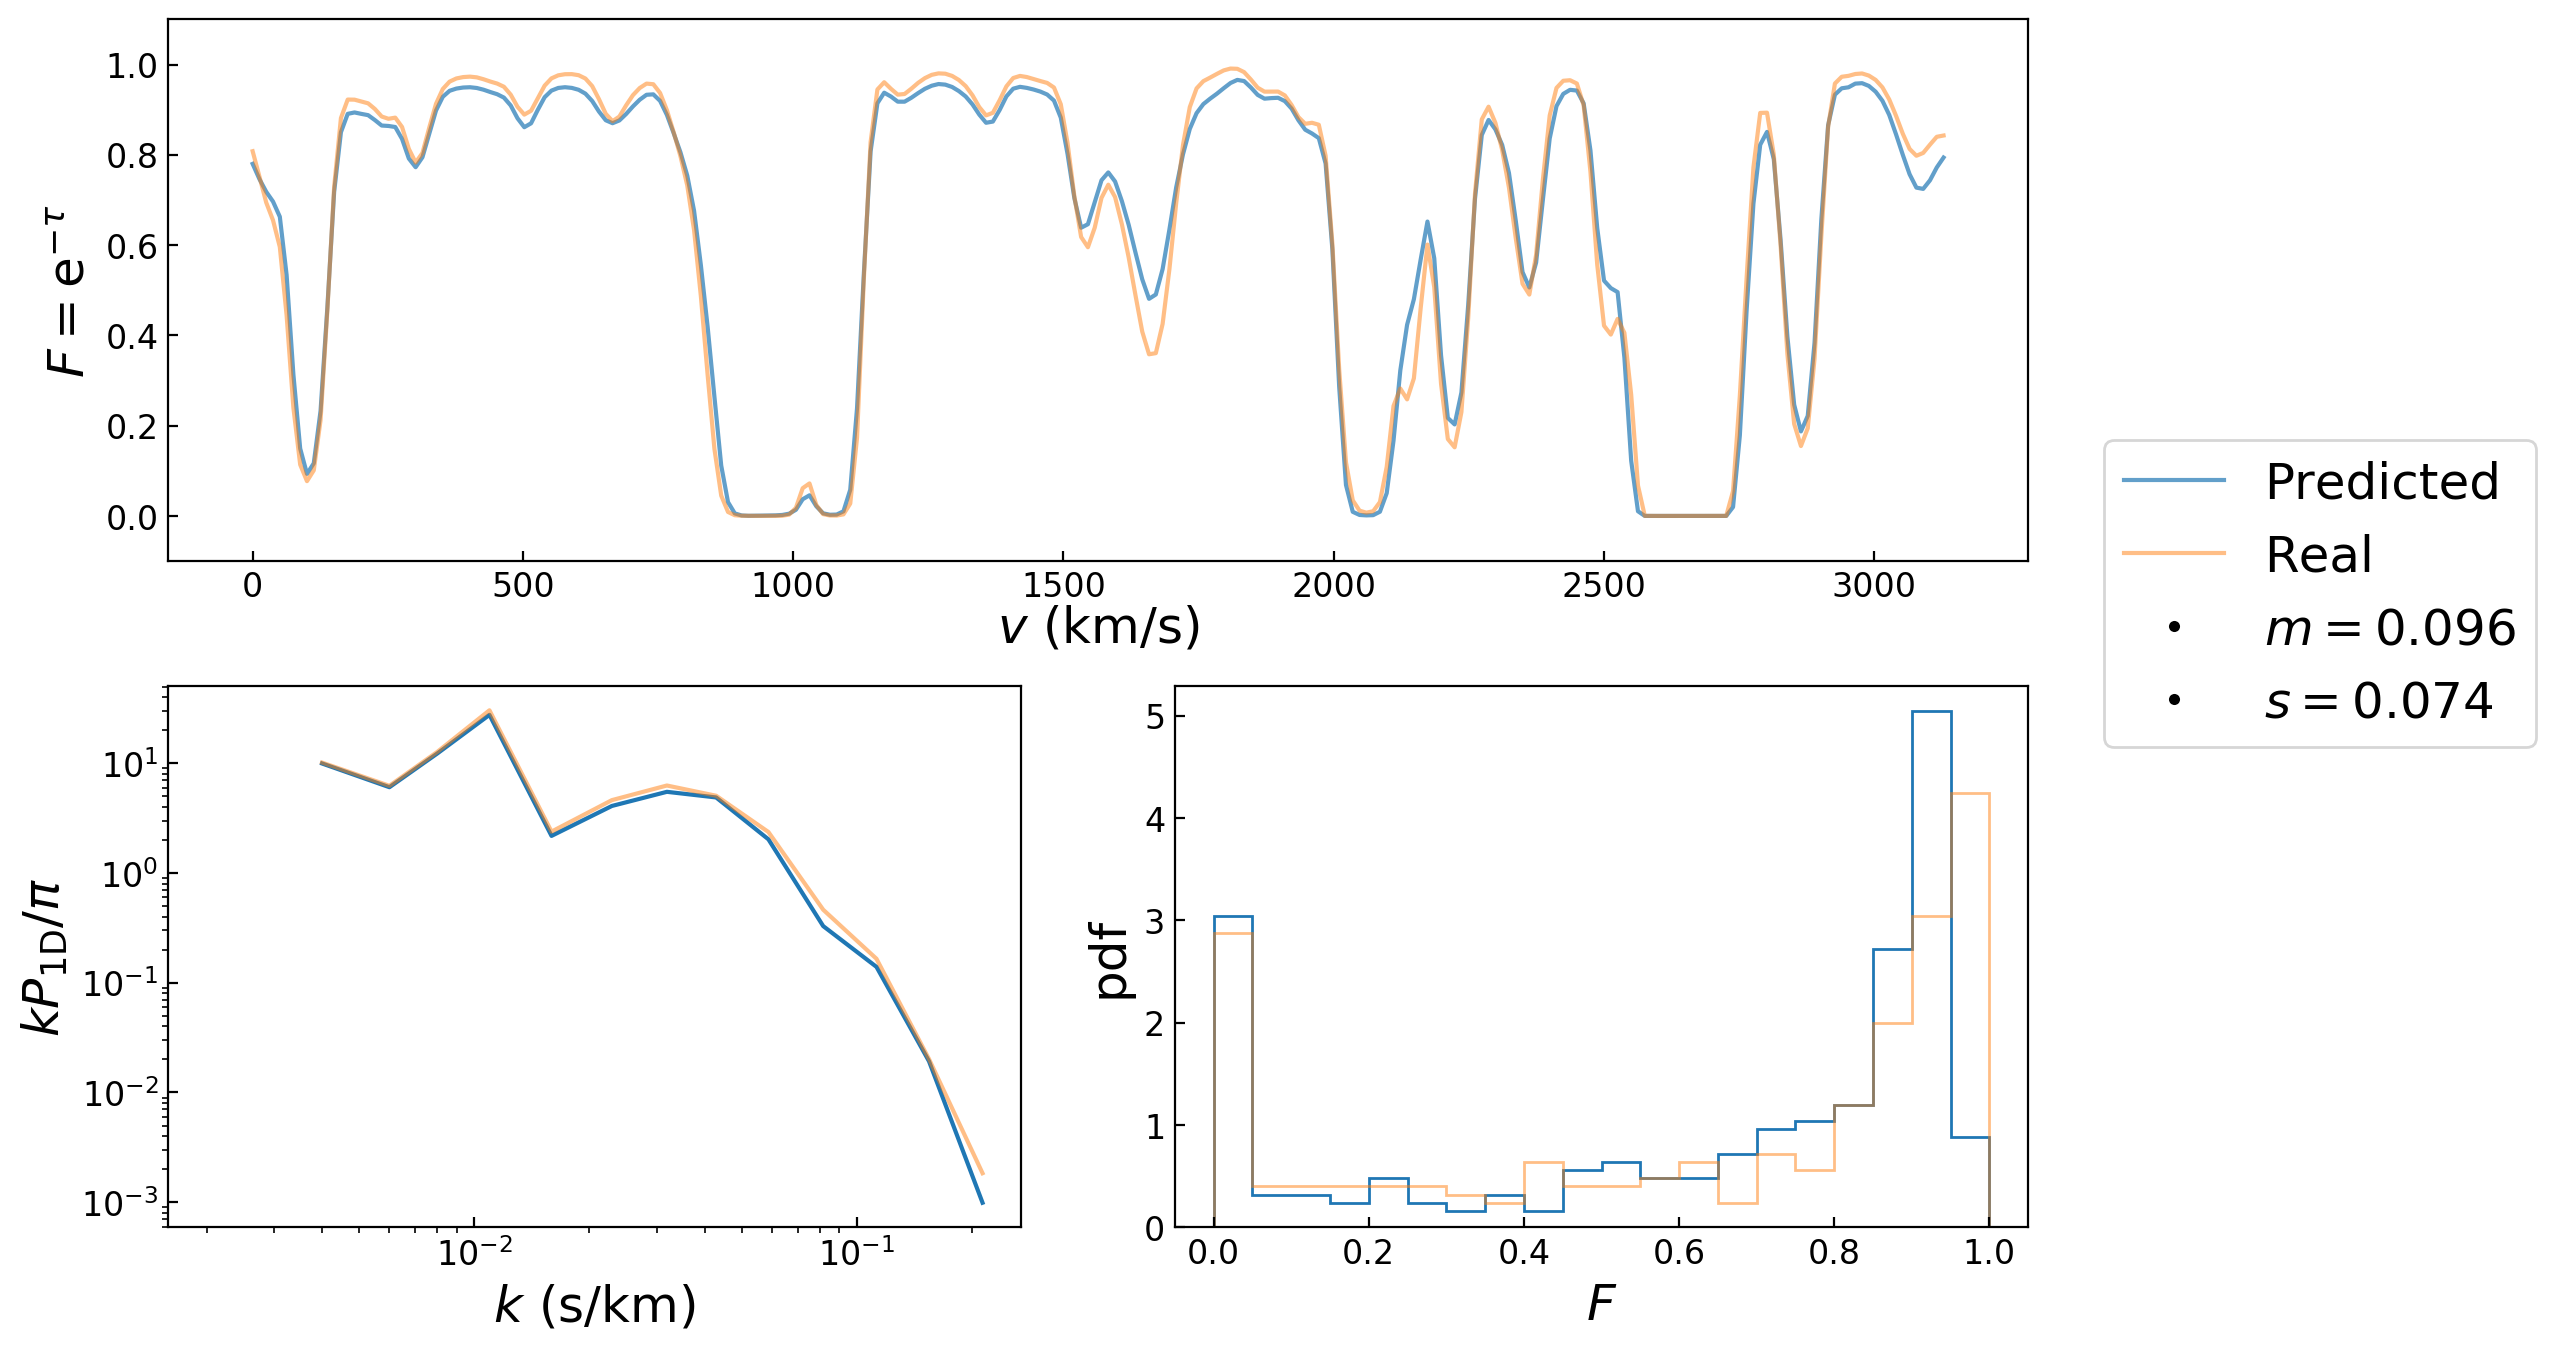 F = e^{-τ}
1.0
0.8
0.6
0.4
0.2
0.0
0 500 1000 1500 2000 2500 3000
v (km/s)
Predicted
Real
m = 0.096
s = 0.074
kP_{1D}/π
10^1
10^0
10^{-1}
10^{-2}
10^{-3}
10^{-2} 10^{-1}
k (s/km)
pdf
5
4
3
2
1
0
0.0 0.2 0.4 0.6 0.8 1.0
F